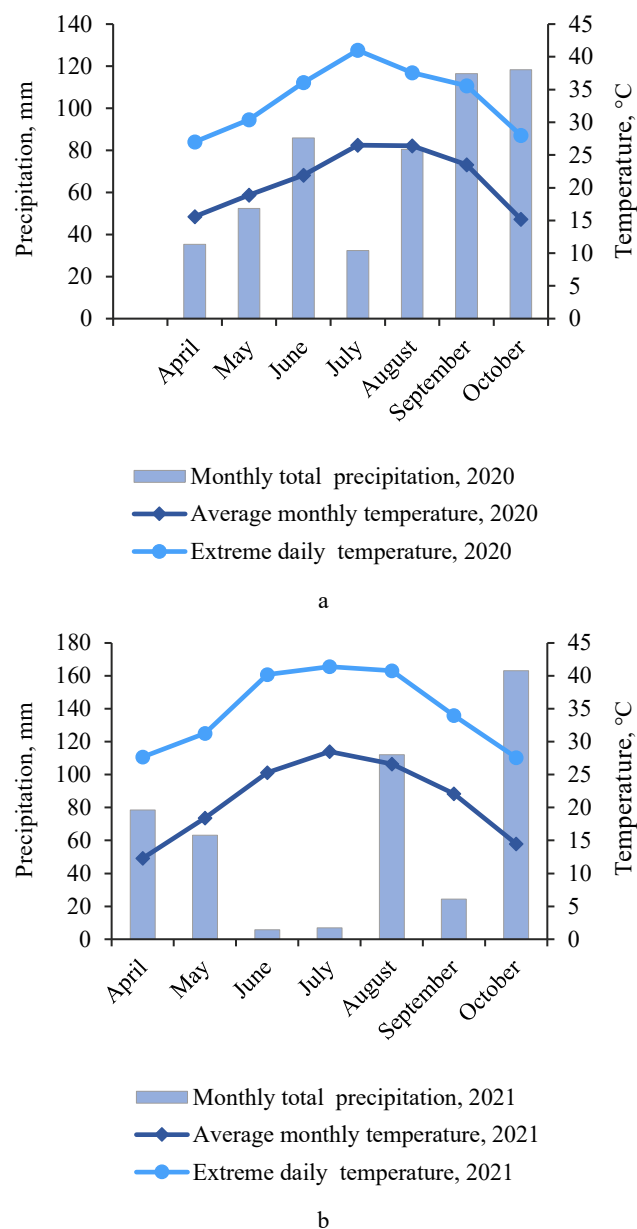 140
120
100
80
60
40
20
0
Precipitation, mm
45
40
35
30
25
20
15
10
5
0
Temperature, °C
April
May
June
July
August
September
October
Monthly total precipitation, 2020
Average monthly temperature, 2020
Extreme daily temperature, 2020
a
180
160
140
120
100
80
60
40
20
0
Precipitation, mm
45
40
35
30
25
20
15
10
5
0
Temperature, °C
April
May
June
July
August
September
October
Monthly total precipitation, 2021
Average monthly temperature, 2021
Extreme daily temperature, 2021
b